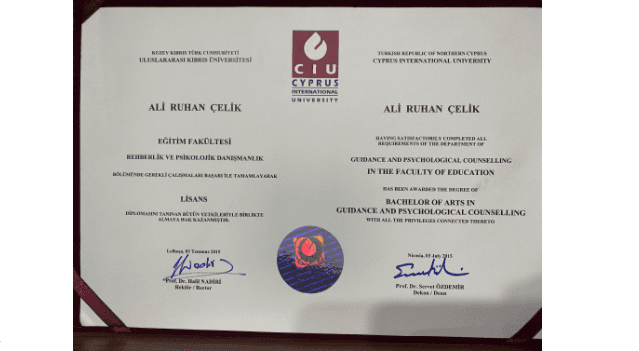 KUZEY KIBRIS TÜRK CUMHURİYETİ
ULUSLARARASI KIBRIS ÜNİVERSİTESİ
ALİ RUHAN ÇELİK
EĞİTİM FAKÜLTESİ
REHBERLİK VE PSİKOLOJİK DANIŞMANLIK
BÖLÜMÜNDE GEREKLİ ÇALIŞMALARI BAŞARI İLE TAMAMLAYARAK
LİSANS
DİPLOMASINI TANINAN BÜTÜN YETKİLERİYLE BİRLİKTE
ALMAYA HAK KAZANMIŞTIR.
Lefkoşa, 03 Temmuz 2015
Prof. Dr. Halil NADİRİ
Rektör / Rector
CIU
CYPRUS
INTERNATIONAL
UNIVERSITY
TURKISH REPUBLIC OF NORTHERN CYPRUS
CYPRUS INTERNATIONAL UNIVERSITY
ALİ RUHAN ÇELİK
HAVING SATISFACTORILY COMPLETED ALL
REQUIREMENTS OF THE DEPARTMENT OF
GUIDANCE AND PSYCHOLOGICAL COUNSELLING
IN THE FACULTY OF EDUCATION
HAS BEEN AWARDED THE DEGREE OF
BACHELOR OF ARTS IN
GUIDANCE AND PSYCHOLOGICAL COUNSELLING
WITH ALL THE PRIVILEGES CONNECTED THERETO
Nicosia, 03 July 2015
Prof. Dr. Servet ÖZDEMİR
Dekan / Dean